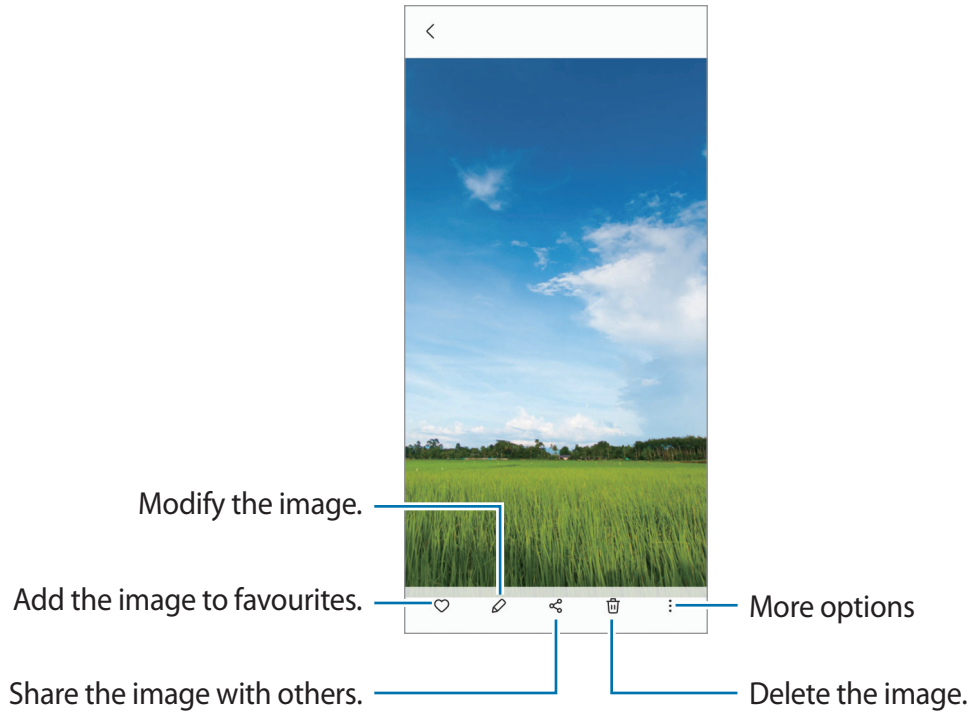 Modify the image.
Add the image to favourites.
More options
Share the image with others.
Delete the image.